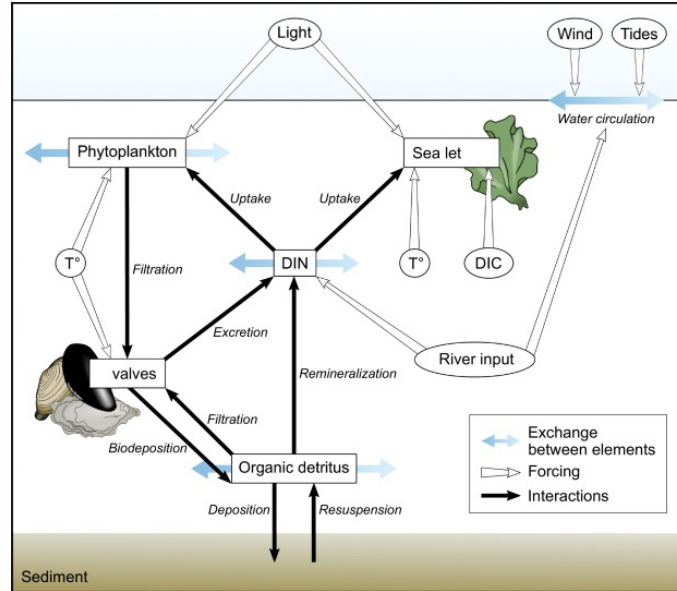 Light
Wind
Tides
Water circulation
Phytoplankton
Sea let
Uptake
Uptake
T°
Filtration
DIN
T°
DIC
Excretion
River input
valves
Remineralization
Filtration
Biodeposition
Organic detritus
Deposition
Resuspension
Exchange
between elements
Forcing
Interactions
Sediment